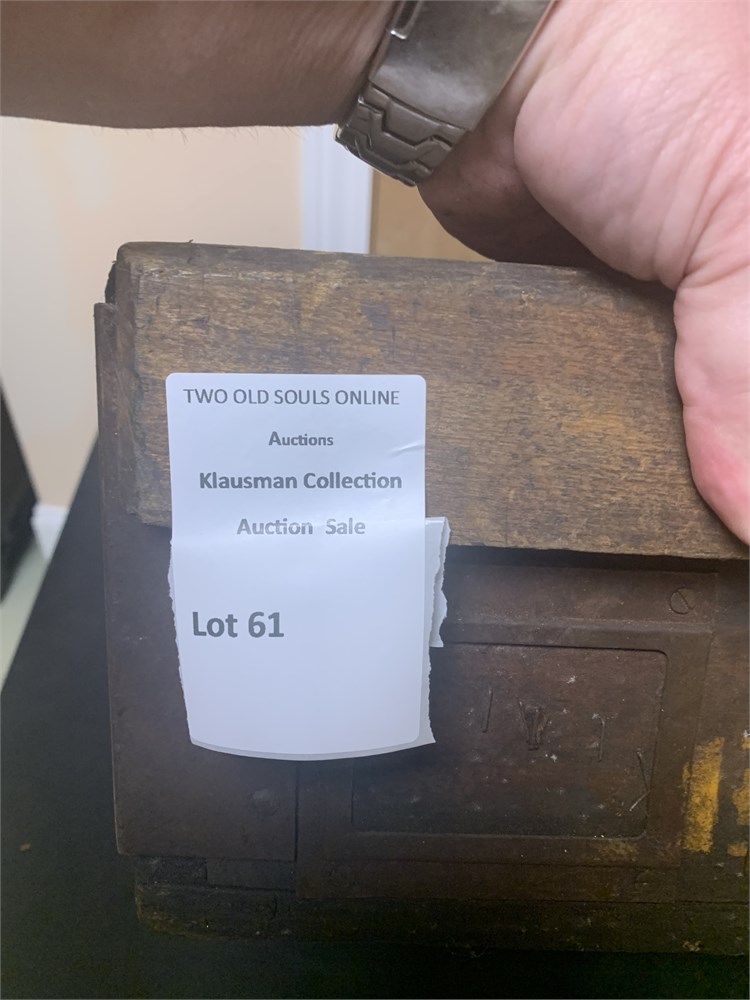 TWO OLD SOULS ONLINE
Auctions
Klausman Collection
Auction Sale
Lot 61